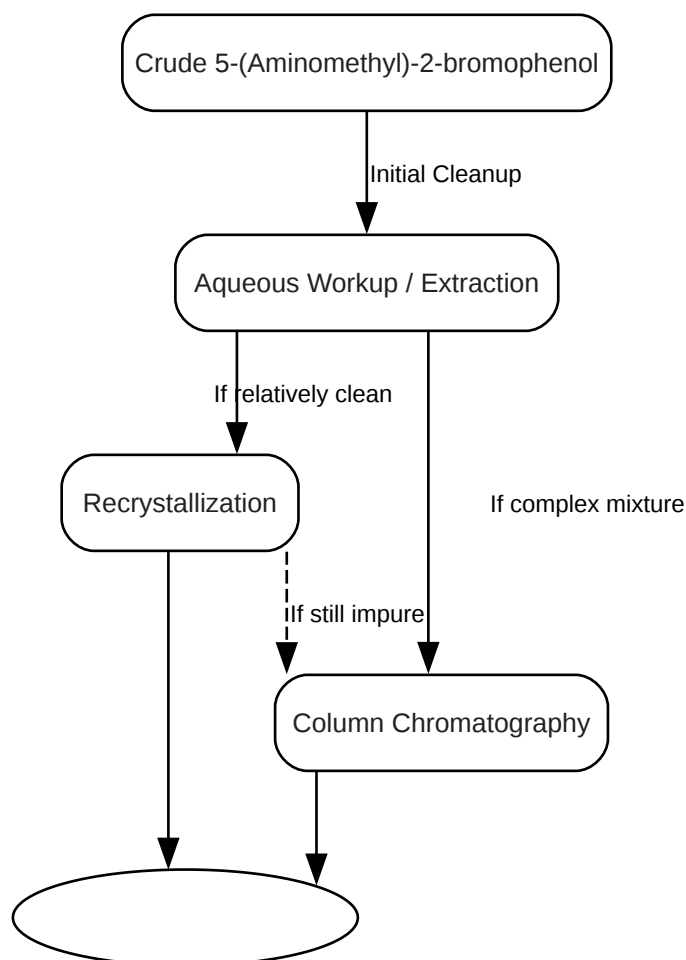 Crude 5-(Aminomethyl)-2-bromophenol
Initial Cleanup
Aqueous Workup / Extraction
If relatively clean
Recrystallization
If complex mixture
If still impure
Column Chromatography